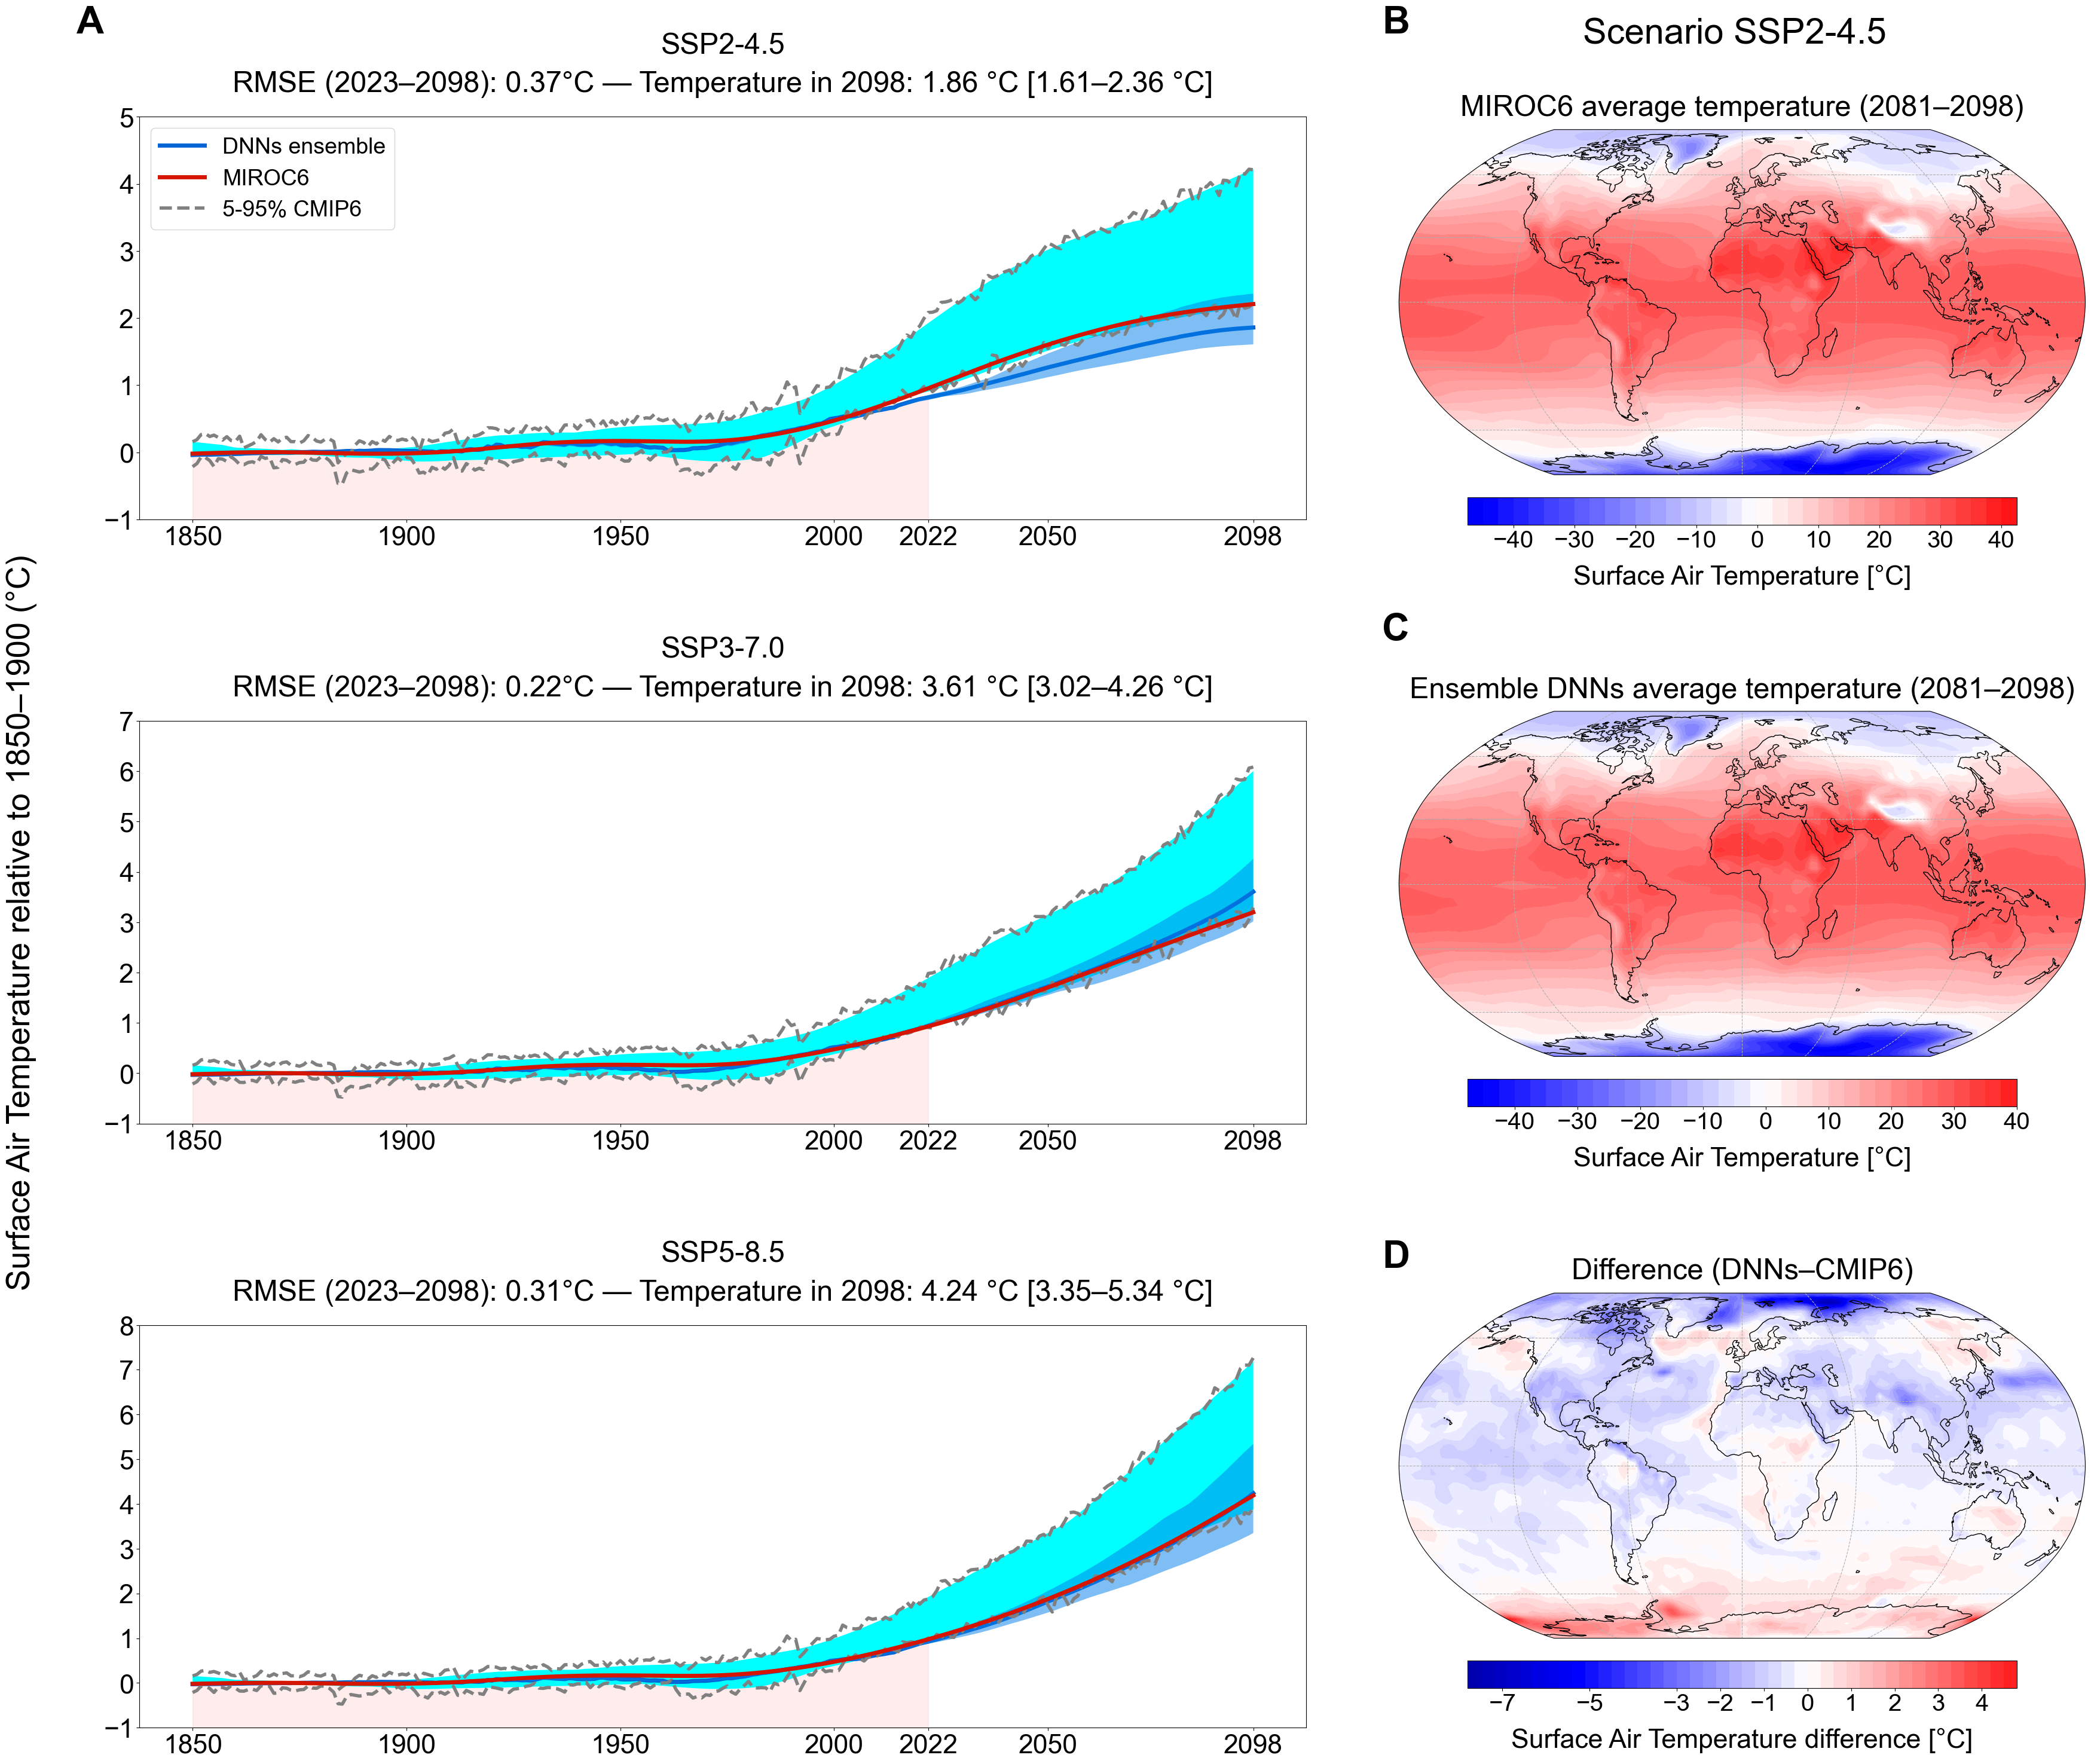 A
SSP2-4.5
RMSE (2023–2098): 0.37°C — Temperature in 2098: 1.86 °C [1.61–2.36 °C]
5
4
3
2
1
0
−1
DNNs ensemble
MIROC6
5-95% CMIP6
1850 1900 1950 2000 2022 2050 2098
Surface Air Temperature relative to 1850–1900 (°C)
SSP3-7.0
RMSE (2023–2098): 0.22°C — Temperature in 2098: 3.61 °C [3.02–4.26 °C]
7
6
5
4
3
2
1
0
−1
1850 1900 1950 2000 2022 2050 2098
SSP5-8.5
RMSE (2023–2098): 0.31°C — Temperature in 2098: 4.24 °C [3.35–5.34 °C]
8
7
6
5
4
3
2
1
0
−1
1850 1900 1950 2000 2022 2050 2098
B
Scenario SSP2-4.5
MIROC6 average temperature (2081–2098)
−40 −30 −20 −10 0 10 20 30 40
Surface Air Temperature [°C]
C
Ensemble DNNs average temperature (2081–2098)
−40 −30 −20 −10 0 10 20 30 40
Surface Air Temperature [°C]
D
Difference (DNNs–CMIP6)
−7 −5 −3 −2 −1 0 1 2 3 4
Surface Air Temperature difference [°C]